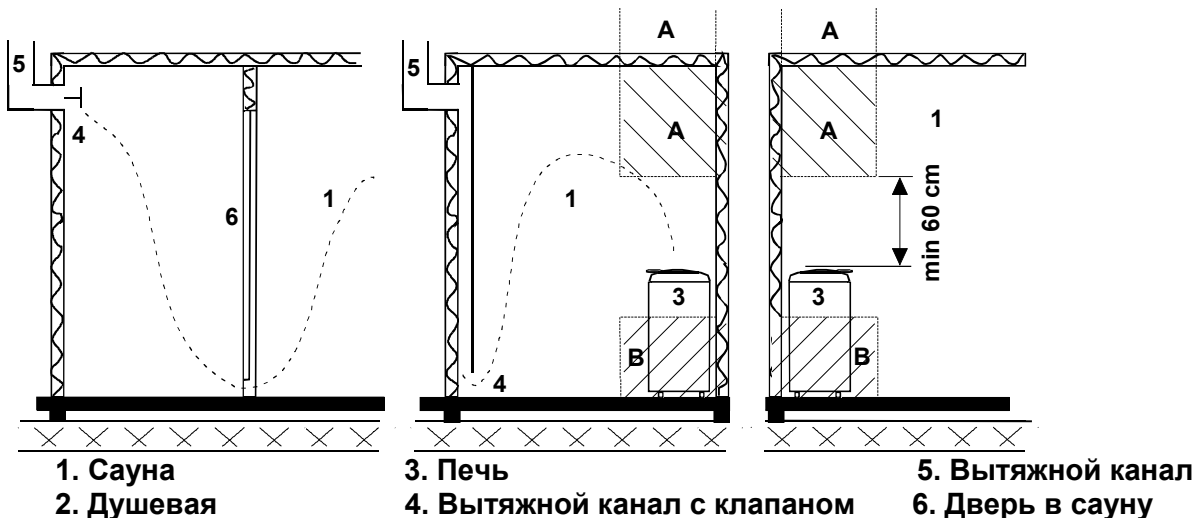 A
A
5
5
A
A
1
4
min 60 cm
6
1
1
3
3
B
B
4
1. Сауна
3. Печь
5. Вытяжной канал
2. Душевая
4. Вытяжной канал с клапаном
6. Дверь в сауну